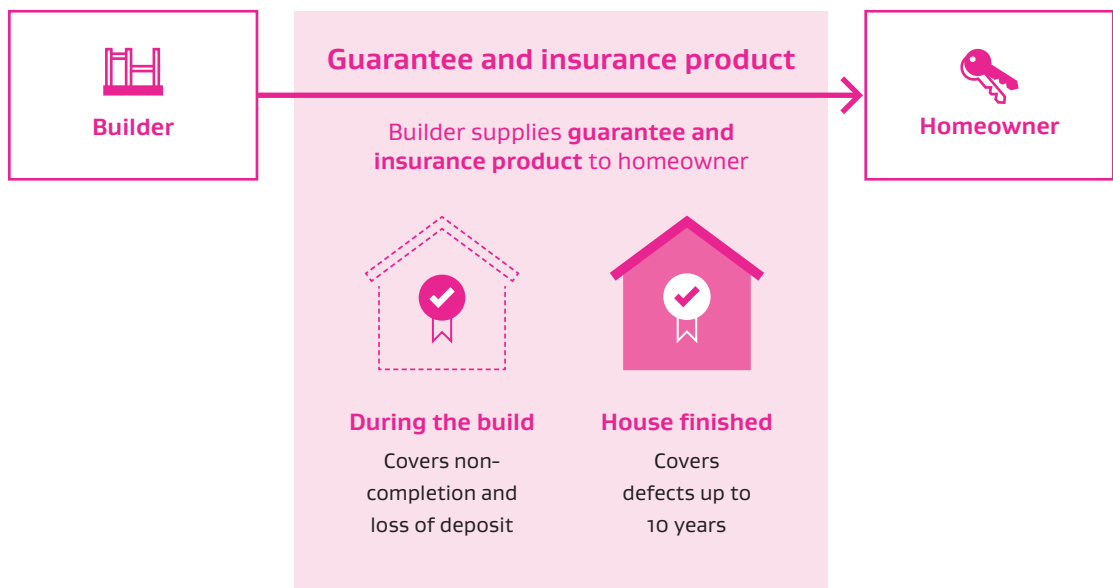 Guarantee and insurance product
Builder
Homeowner
Builder supplies guarantee and
insurance product to homeowner
During the build
Covers non-
completion and
loss of deposit
House finished
Covers
defects up to
10 years